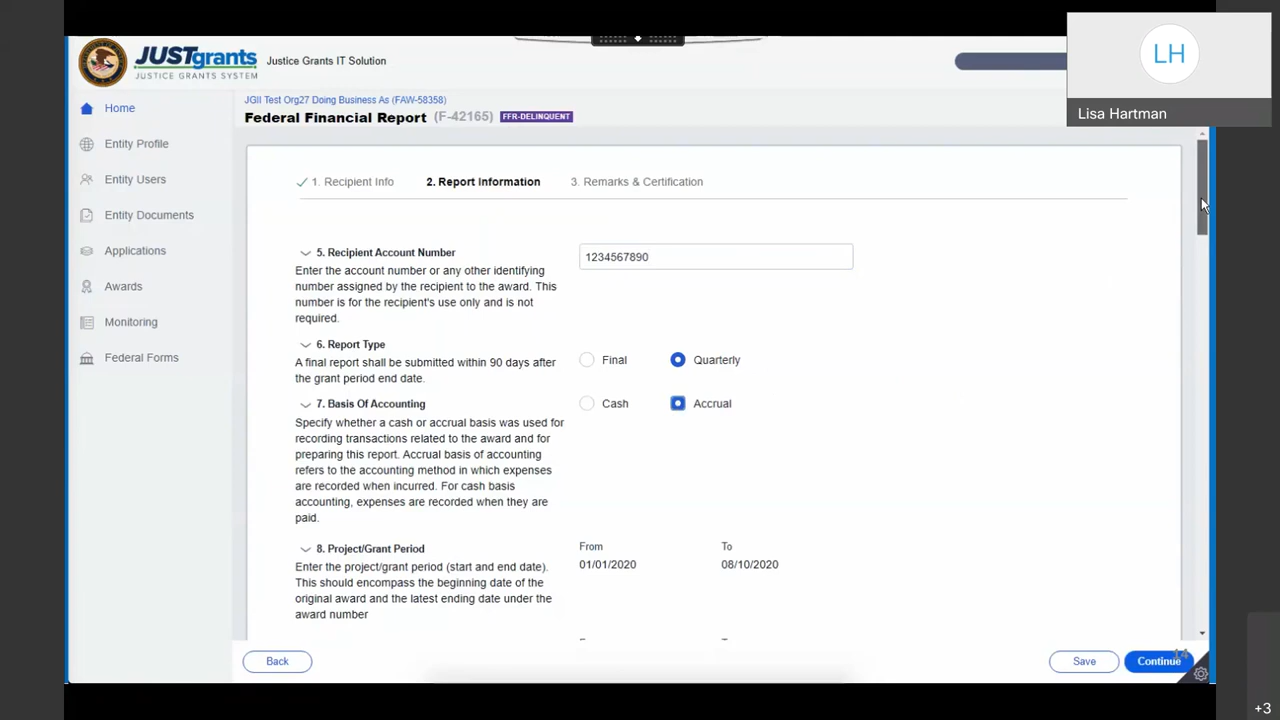 JUSTgrants
JUSTICE GRANTS SYSTEM
Justice Grants IT Solution
LH
Lisa Hartman
Home
Entity Profile
Entity Users
Entity Documents
Applications
Awards
Monitoring
Federal Forms
JGII Test Org27 Doing Business As (FAW-58358)
Federal Financial Report (F-42165) FFR-DELINQUENT
1. Recipient Info 2. Report Information 3. Remarks & Certification
5. Recipient Account Number
Enter the account number or any other identifying
number assigned by the recipient to the award. This
number is for the recipient's use only and is not
required.
1234567890
6. Report Type
A final report shall be submitted within 90 days after
the grant period end date.
Final Quarterly
7. Basis Of Accounting
Specify whether a cash or accrual basis was used for
recording transactions related to the award and for
preparing this report. Accrual basis of accounting
refers to the accounting method in which expenses
are recorded when incurred. For cash basis
accounting, expenses are recorded when they are
paid.
Cash Accrual
8. Project/Grant Period
Enter the project/grant period (start and end date).
This should encompass the beginning date of the
original award and the latest ending date under the
award number
From To
01/01/2020 08/10/2020
Back Save Continue
14
+3